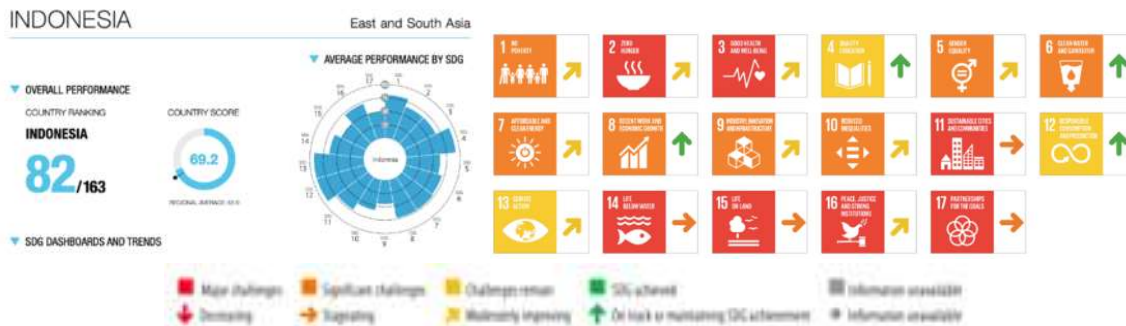 INDONESIA
East and South Asia
▼ OVERALL PERFORMANCE
COUNTRY RANKING
INDONESIA
82/163
COUNTRY SCORE
69.2
REGIONAL AVERAGE
▼ AVERAGE PERFORMANCE BY SDG
Indonesia
▼ SDG DASHBOARDS AND TRENDS
1 NO POVERTY
2 ZERO HUNGER
3 GOOD HEALTH AND WELL-BEING
4 QUALITY EDUCATION
5 GENDER EQUALITY
6 CLEAN WATER AND SANITATION
7 AFFORDABLE AND CLEAN ENERGY
8 DECENT WORK AND ECONOMIC GROWTH
9 INDUSTRY, INNOVATION AND INFRASTRUCTURE
10 REDUCED INEQUALITIES
11 SUSTAINABLE CITIES AND COMMUNITIES
12 RESPONSIBLE CONSUMPTION AND PRODUCTION
13 CLIMATE ACTION
14 LIFE BELOW WATER
15 LIFE ON LAND
16 PEACE, JUSTICE AND STRONG INSTITUTIONS
17 PARTNERSHIPS FOR THE GOALS
Major challenges
Significant challenges
Challenges remain
SDG achieved
Information unavailable
Decreasing
Stagnating
Moderately improving
On track or maintaining SDG achievement
Information unavailable